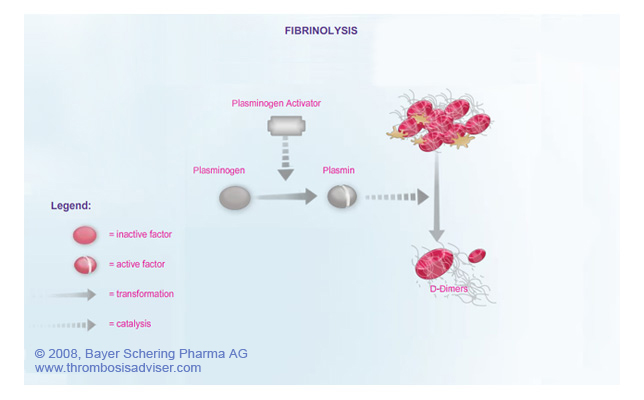 FIBRINOLYSIS
Plasminogen Activator
Plasminogen
Plasmin
Legend:
= inactive factor
= active factor
= transformation
= catalysis
D-Dimers
© 2008, Bayer Schering Pharma AG
www.thrombosisadviser.com